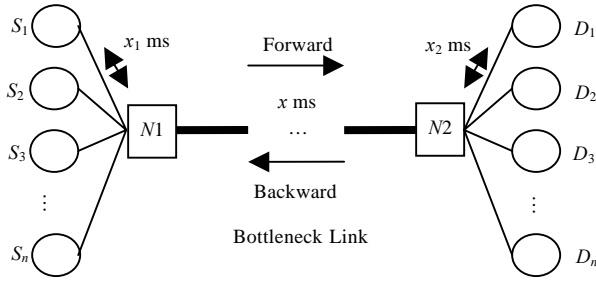 S1
S2
S3
⋮
Sn
x1 ms
N1
Forward
x ms
...
Backward
Bottleneck Link
x2 ms
N2
D1
D2
D3
⋮
Dn